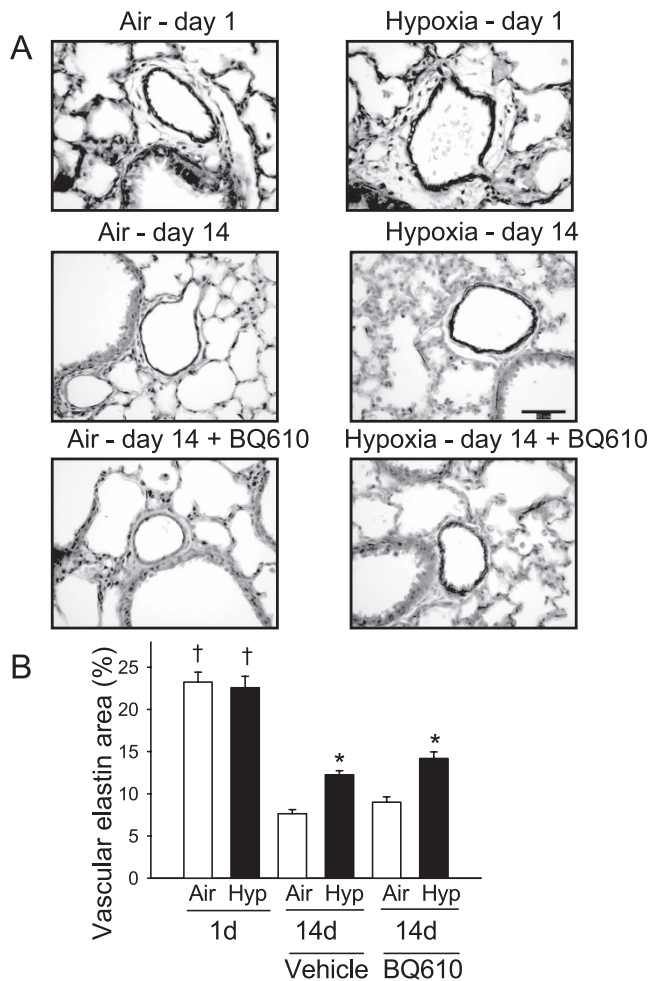 A
Air - day 1
Hypoxia - day 1
Air - day 14
Hypoxia - day 14
Air - day 14 + BQ610
Hypoxia - day 14 + BQ610
B
Vascular elastin area (%)
25
20
15
10
5
0
† † * *
Air Hyp Air Hyp Air Hyp
1d 14d 14d
Vehicle BQ610